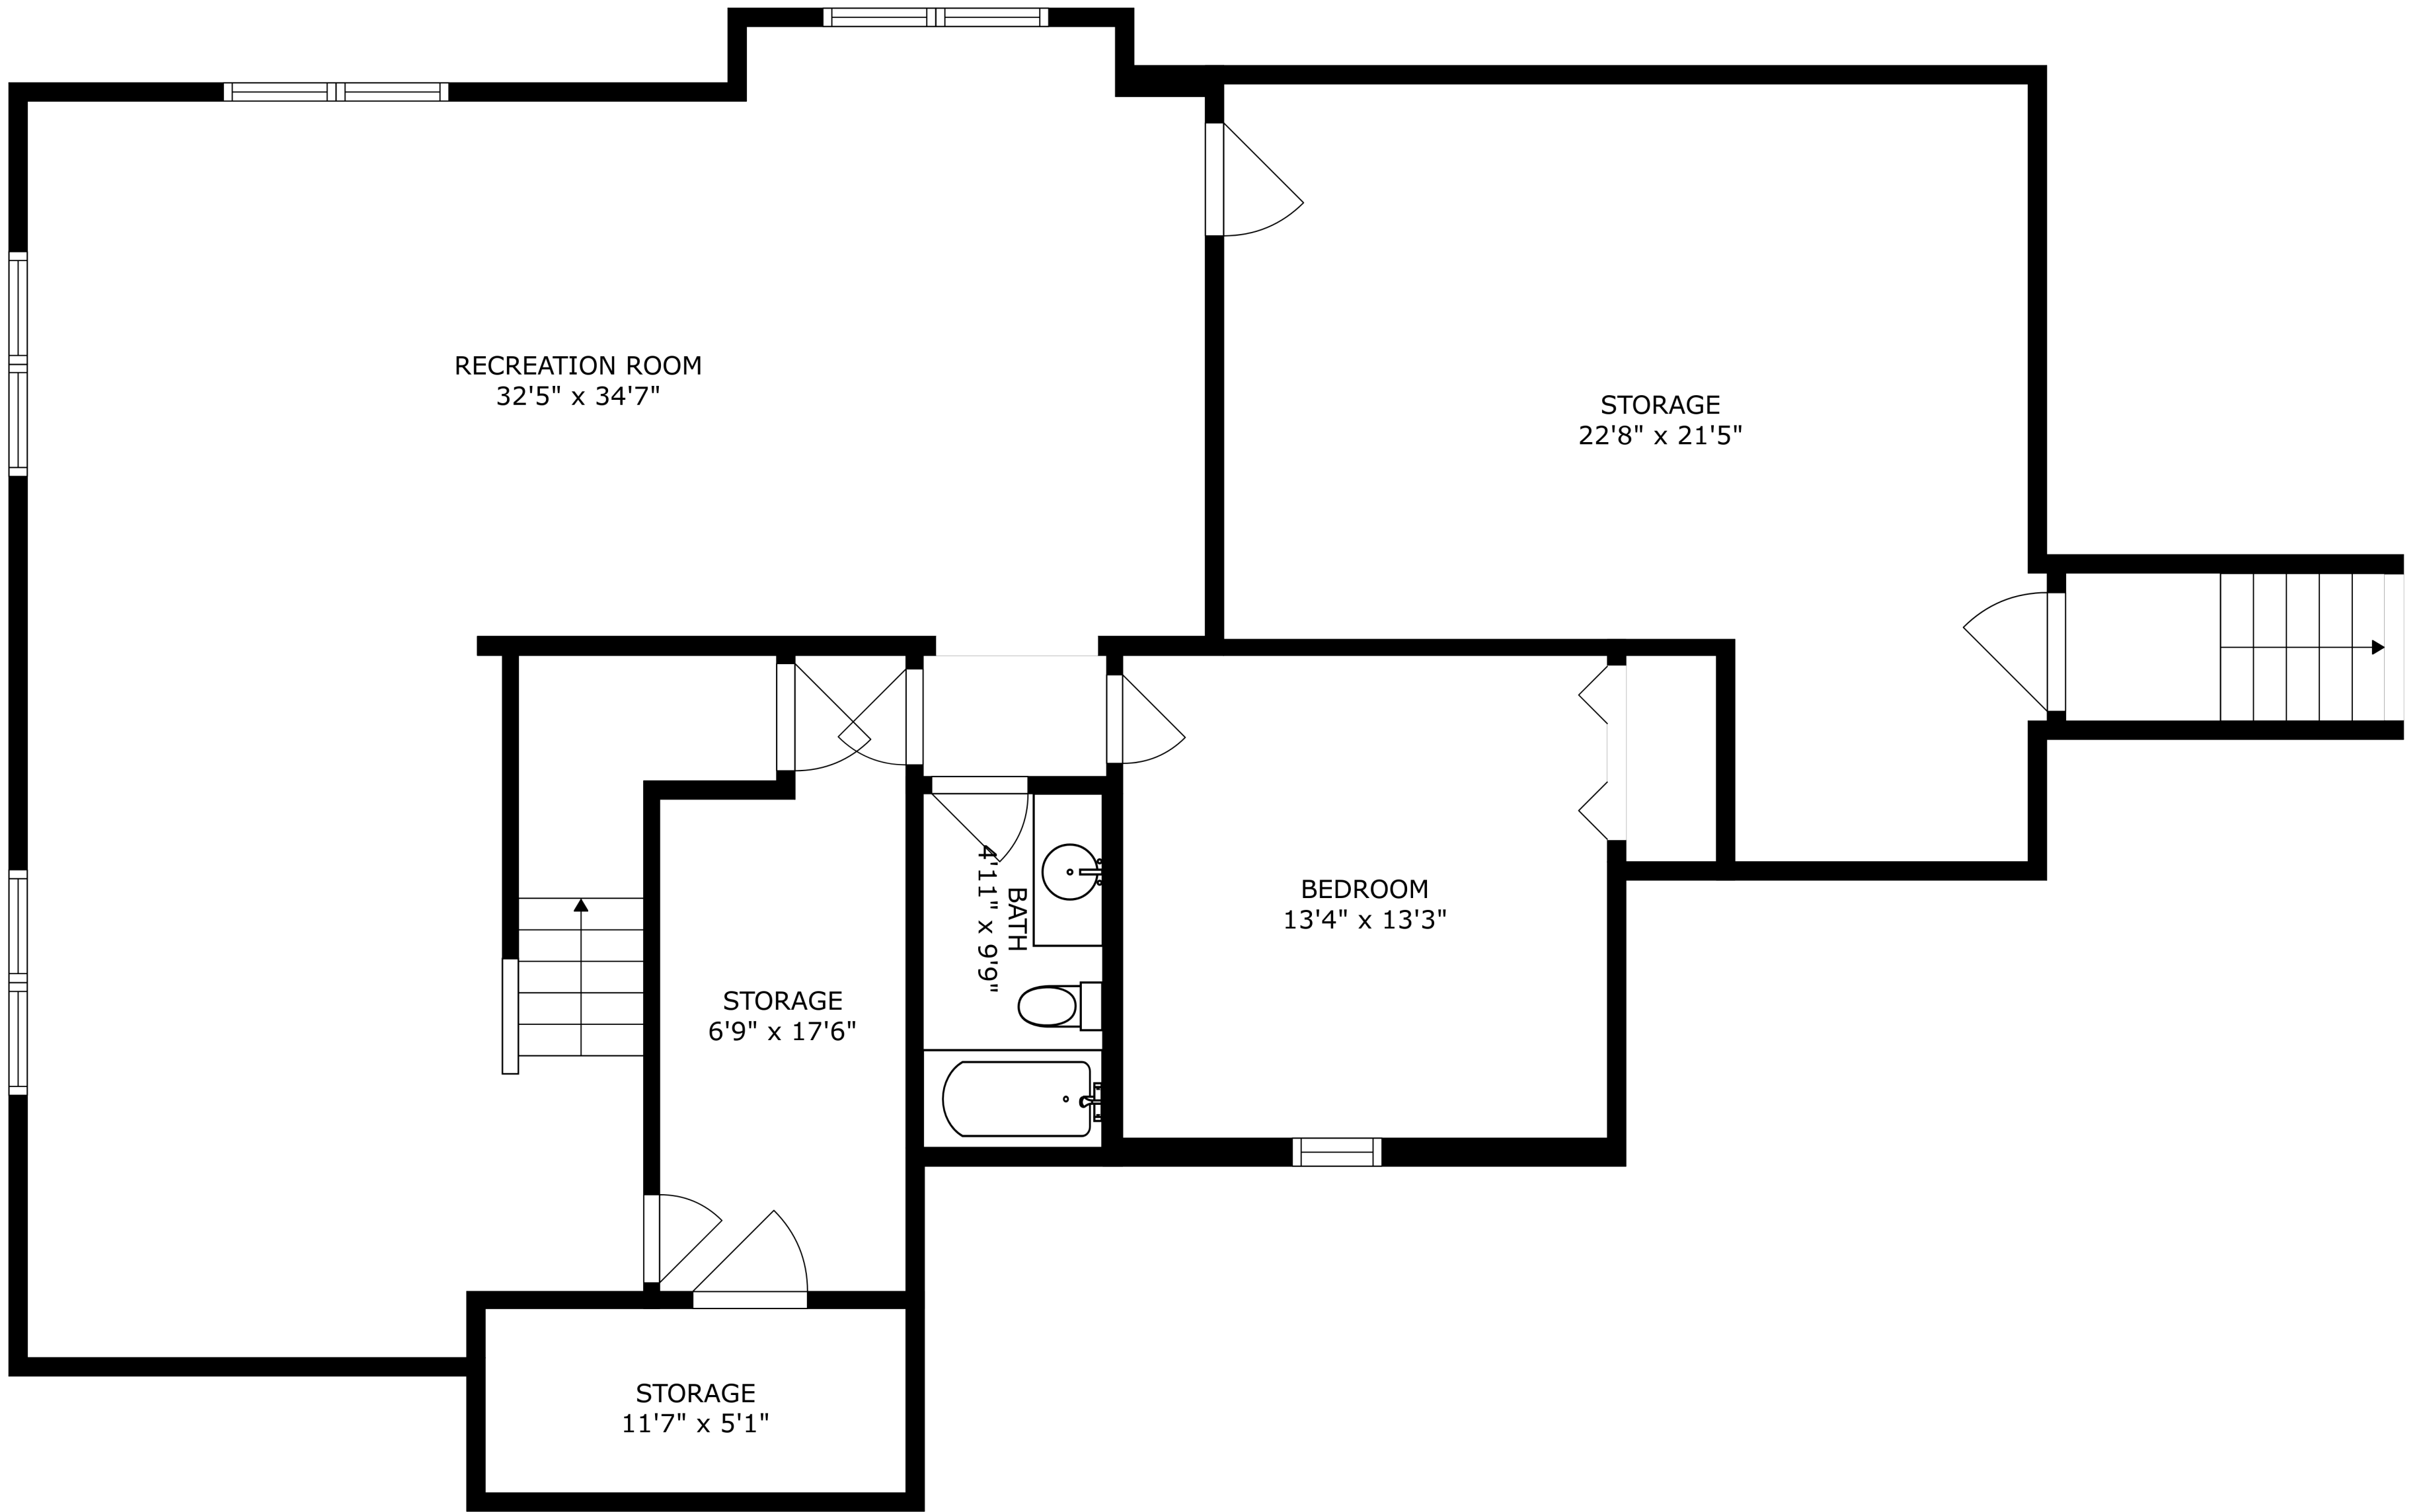 RECREATION ROOM
32'5" x 34'7"
STORAGE
22'8" x 21'5"
BEDROOM
13'4" x 13'3"
BATH
4'11" x 9'9"
STORAGE
6'9" x 17'6"
STORAGE
11'7" x 5'1"